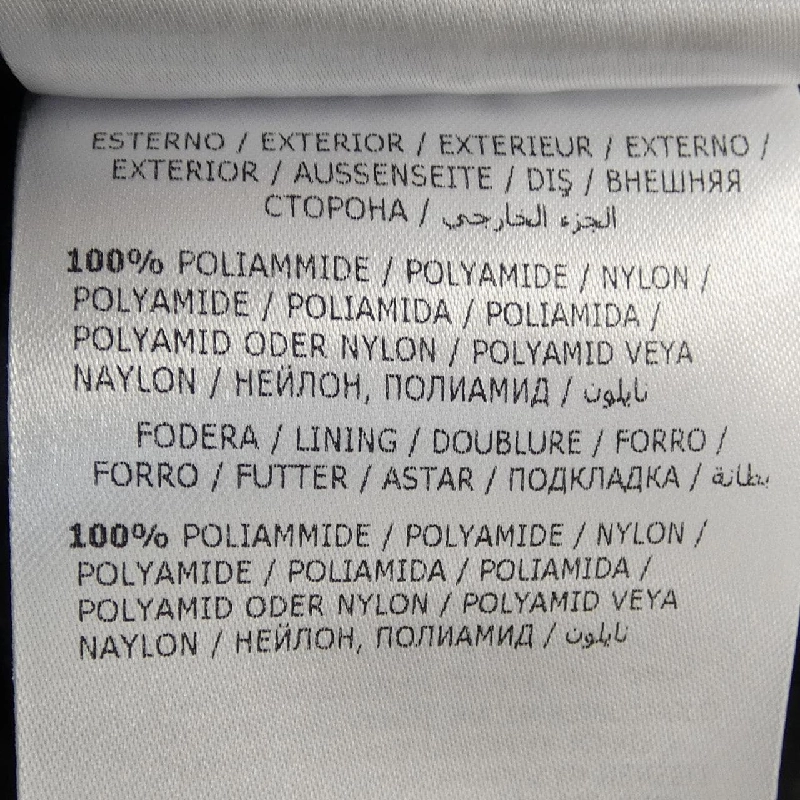 ESTERNO / EXTERIOR / EXTERIEUR / EXTERNO /
EXTERIOR / AUSSENSEITE / DIŞ / ВНЕШНЯЯ
СТОРОНА / الجزء الخارجي
100% POLIAMMIDE / POLYAMIDE / NYLON /
POLYAMIDE / POLIAMIDA / POLIAMIDA /
POLYAMID ODER NYLON / POLYAMID VEYA
NAYLON / НЕЙЛОН, ПОЛИАМИД / نايلون
FODERA / LINING / DOUBLURE / FORRO /
FORRO / FUTTER / ASTAR / ПОДКЛАДКА / بطانة
100% POLIAMMIDE / POLYAMIDE / NYLON /
POLYAMIDE / POLIAMIDA / POLIAMIDA /
POLYAMID ODER NYLON / POLYAMID VEYA
NAYLON / НЕЙЛОН, ПОЛИАМИД / نايلون